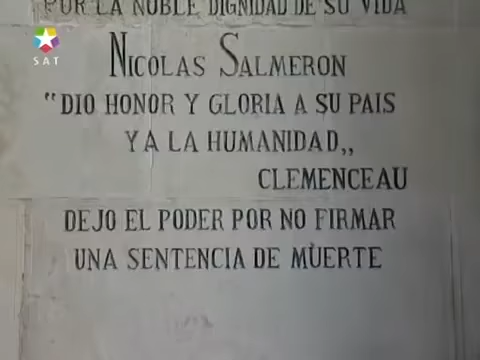 POR LA NOBLE DIGNIDAD DE SU VIDA
NICOLAS SALMERON
"DIO HONOR Y GLORIA A SU PAIS
Y A LA HUMANIDAD,,
CLEMENCEAU
DEJO EL PODER POR NO FIRMAR
UNA SENTENCIA DE MUERTE
SAT